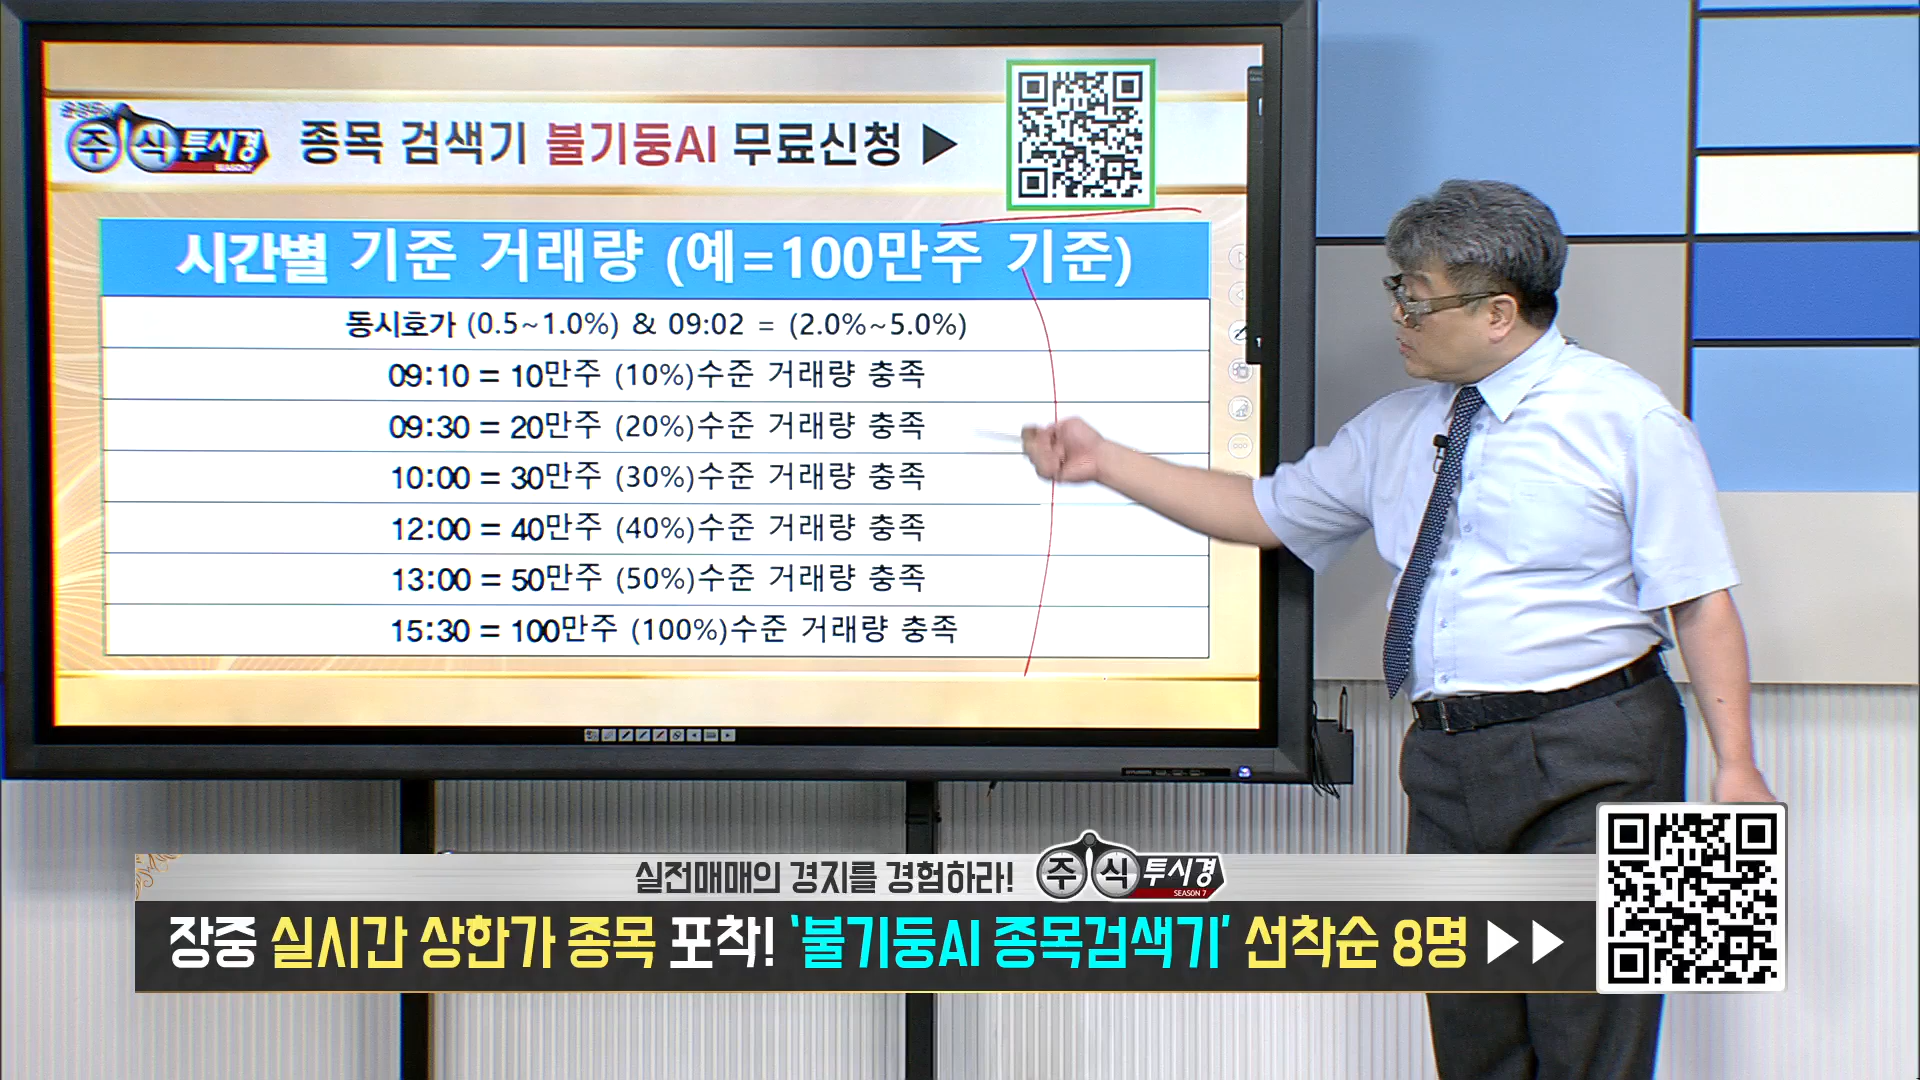 주식투시경
SEASON 7
종목 검색기 불기둥AI 무료신청 ▶
시간별 기준 거래량 (예=100만주 기준)
동시호가 (0.5~1.0%) & 09:02 = (2.0%~5.0%)
09:10 = 10만주 (10%)수준 거래량 충족
09:30 = 20만주 (20%)수준 거래량 충족
10:00 = 30만주 (30%)수준 거래량 충족
12:00 = 40만주 (40%)수준 거래량 충족
13:00 = 50만주 (50%)수준 거래량 충족
15:30 = 100만주 (100%)수준 거래량 충족
실전매매의 경지를 경험하라! 주식투시경
SEASON 7
장중 실시간 상한가 종목 포착! '불기둥AI 종목검색기' 선착순 8명 ▶▶